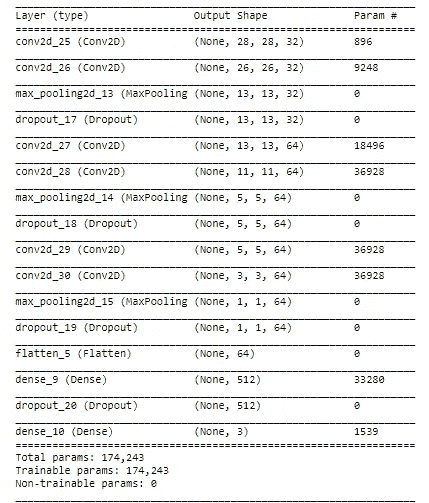 Layer (type) Output Shape Param #
conv2d_25 (Conv2D) (None, 28, 28, 32) 896
conv2d_26 (Conv2D) (None, 26, 26, 32) 9248
max_pooling2d_13 (MaxPooling (None, 13, 13, 32) 0
dropout_17 (Dropout) (None, 13, 13, 32) 0
conv2d_27 (Conv2D) (None, 13, 13, 64) 18496
conv2d_28 (Conv2D) (None, 11, 11, 64) 36928
max_pooling2d_14 (MaxPooling (None, 5, 5, 64) 0
dropout_18 (Dropout) (None, 5, 5, 64) 0
conv2d_29 (Conv2D) (None, 5, 5, 64) 36928
conv2d_30 (Conv2D) (None, 3, 3, 64) 36928
max_pooling2d_15 (MaxPooling (None, 1, 1, 64) 0
dropout_19 (Dropout) (None, 1, 1, 64) 0
flatten_5 (Flatten) (None, 64) 0
dense_9 (Dense) (None, 512) 33280
dropout_20 (Dropout) (None, 512) 0
dense_10 (Dense) (None, 3) 1539
Total params: 174,243
Trainable params: 174,243
Non-trainable params: 0